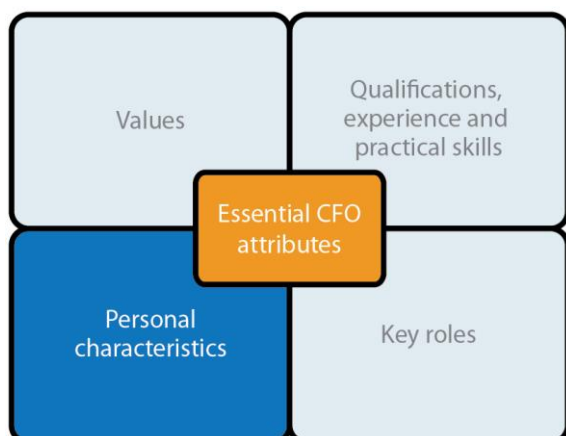 Values
Qualifications,
experience and
practical skills
Essential CFO
attributes
Personal
characteristics
Key roles